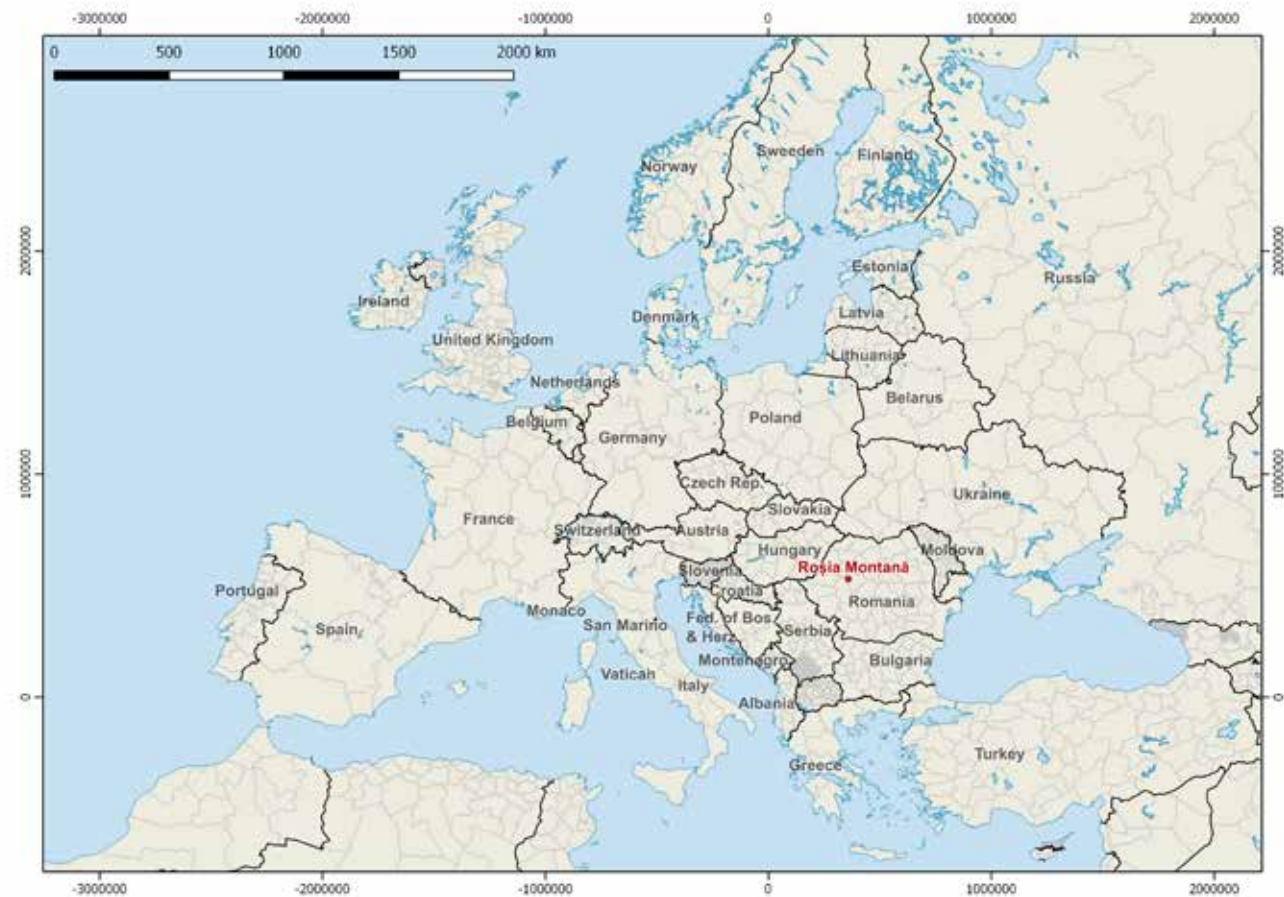 -3000000 -2000000 -1000000 0 1000000 2000000
0 500 1000 1500 2000 km
Norway
Sweeden
Finland
2000000
2000000
Estonia
Russia
Ireland
Latvia
Denmark
United Kingdom
Lithuania
Netherlands
Belarus
Belgium
Poland
Germany
1000000
1000000
Czech Rep.
Ukraine
Slovakia
France
Switzerland
Austria
Hungary
Moldova
Roşia Montană
Slovenia
Portugal
Croatia
Romania
Monaco
San Marino
Fed. of Bos.
& Herz.
Spain
Serbia
Montenegro
Bulgaria
Vatican
Italy
0
0
Albania
Turkey
Greece
-3000000 -2000000 -1000000 0 1000000 2000000